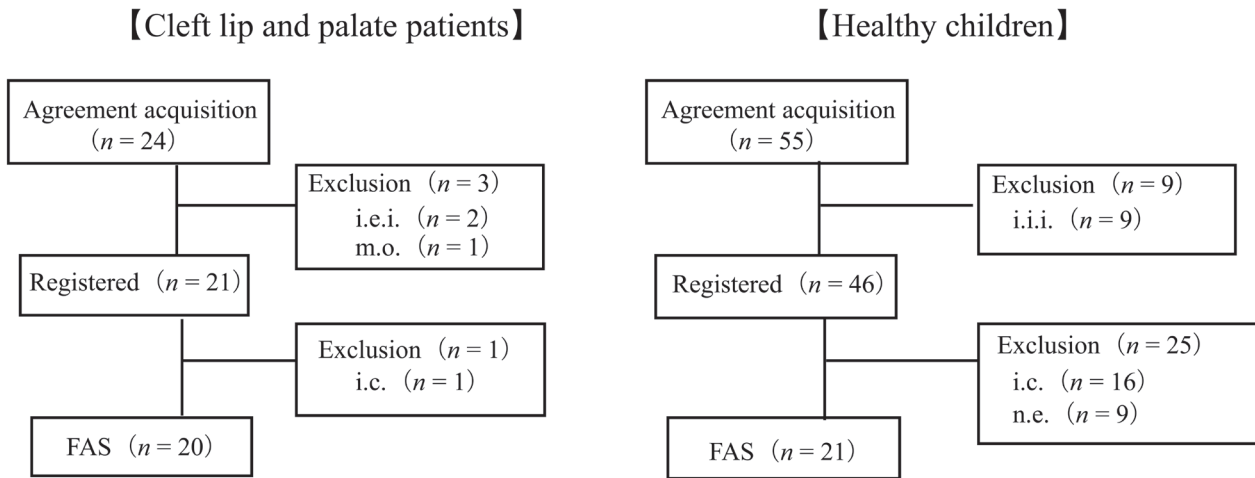 【Cleft lip and palate patients】
Agreement acquisition
(n = 24)
Exclusion (n = 3)
i.e.i. (n = 2)
m.o. (n = 1)
Registered (n = 21)
Exclusion (n = 1)
i.c. (n = 1)
FAS (n = 20)
【Healthy children】
Agreement acquisition
(n = 55)
Exclusion (n = 9)
i.i.i. (n = 9)
Registered (n = 46)
Exclusion (n = 25)
i.c. (n = 16)
n.e. (n = 9)
FAS (n = 21)